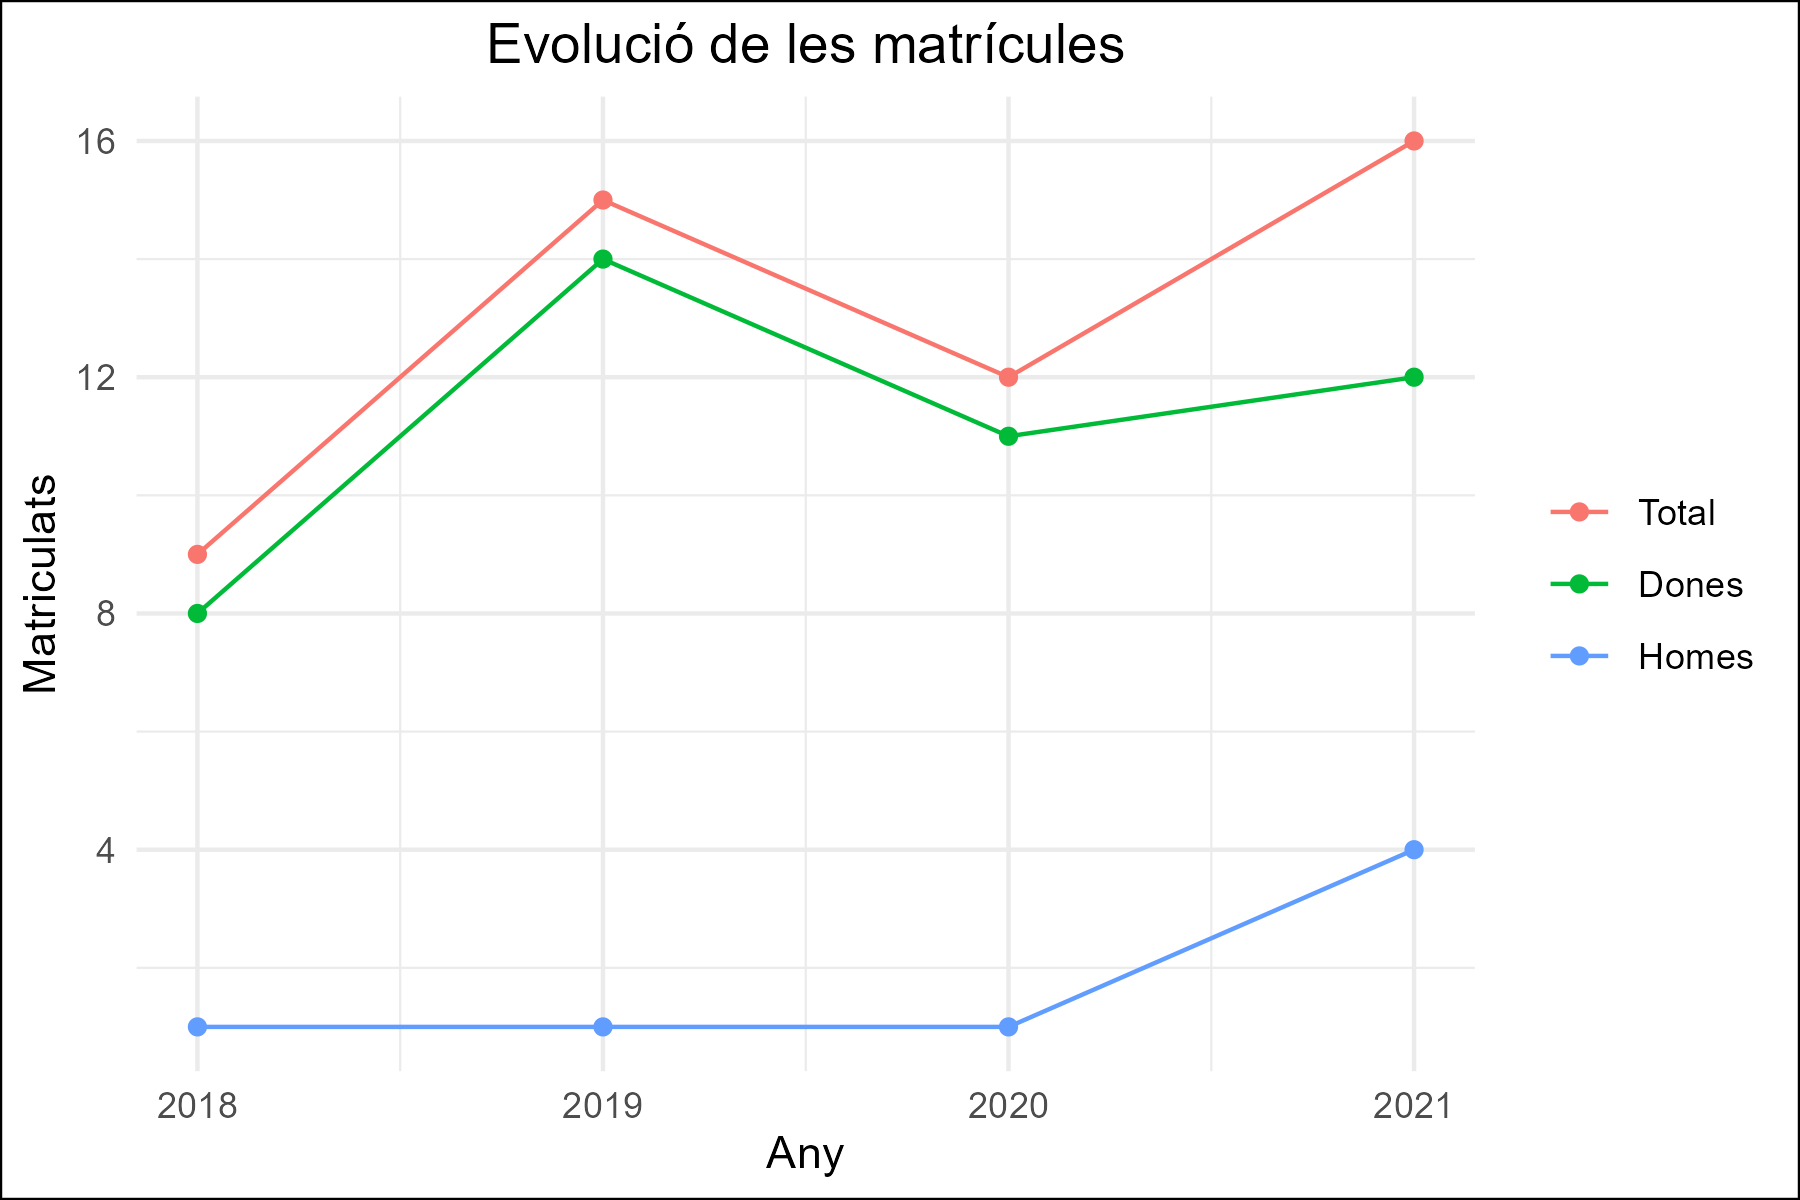 Evolució de les matrícules
16
12
8
4
Matriculats
2018 2019 2020 2021
Any
Total
Dones
Homes